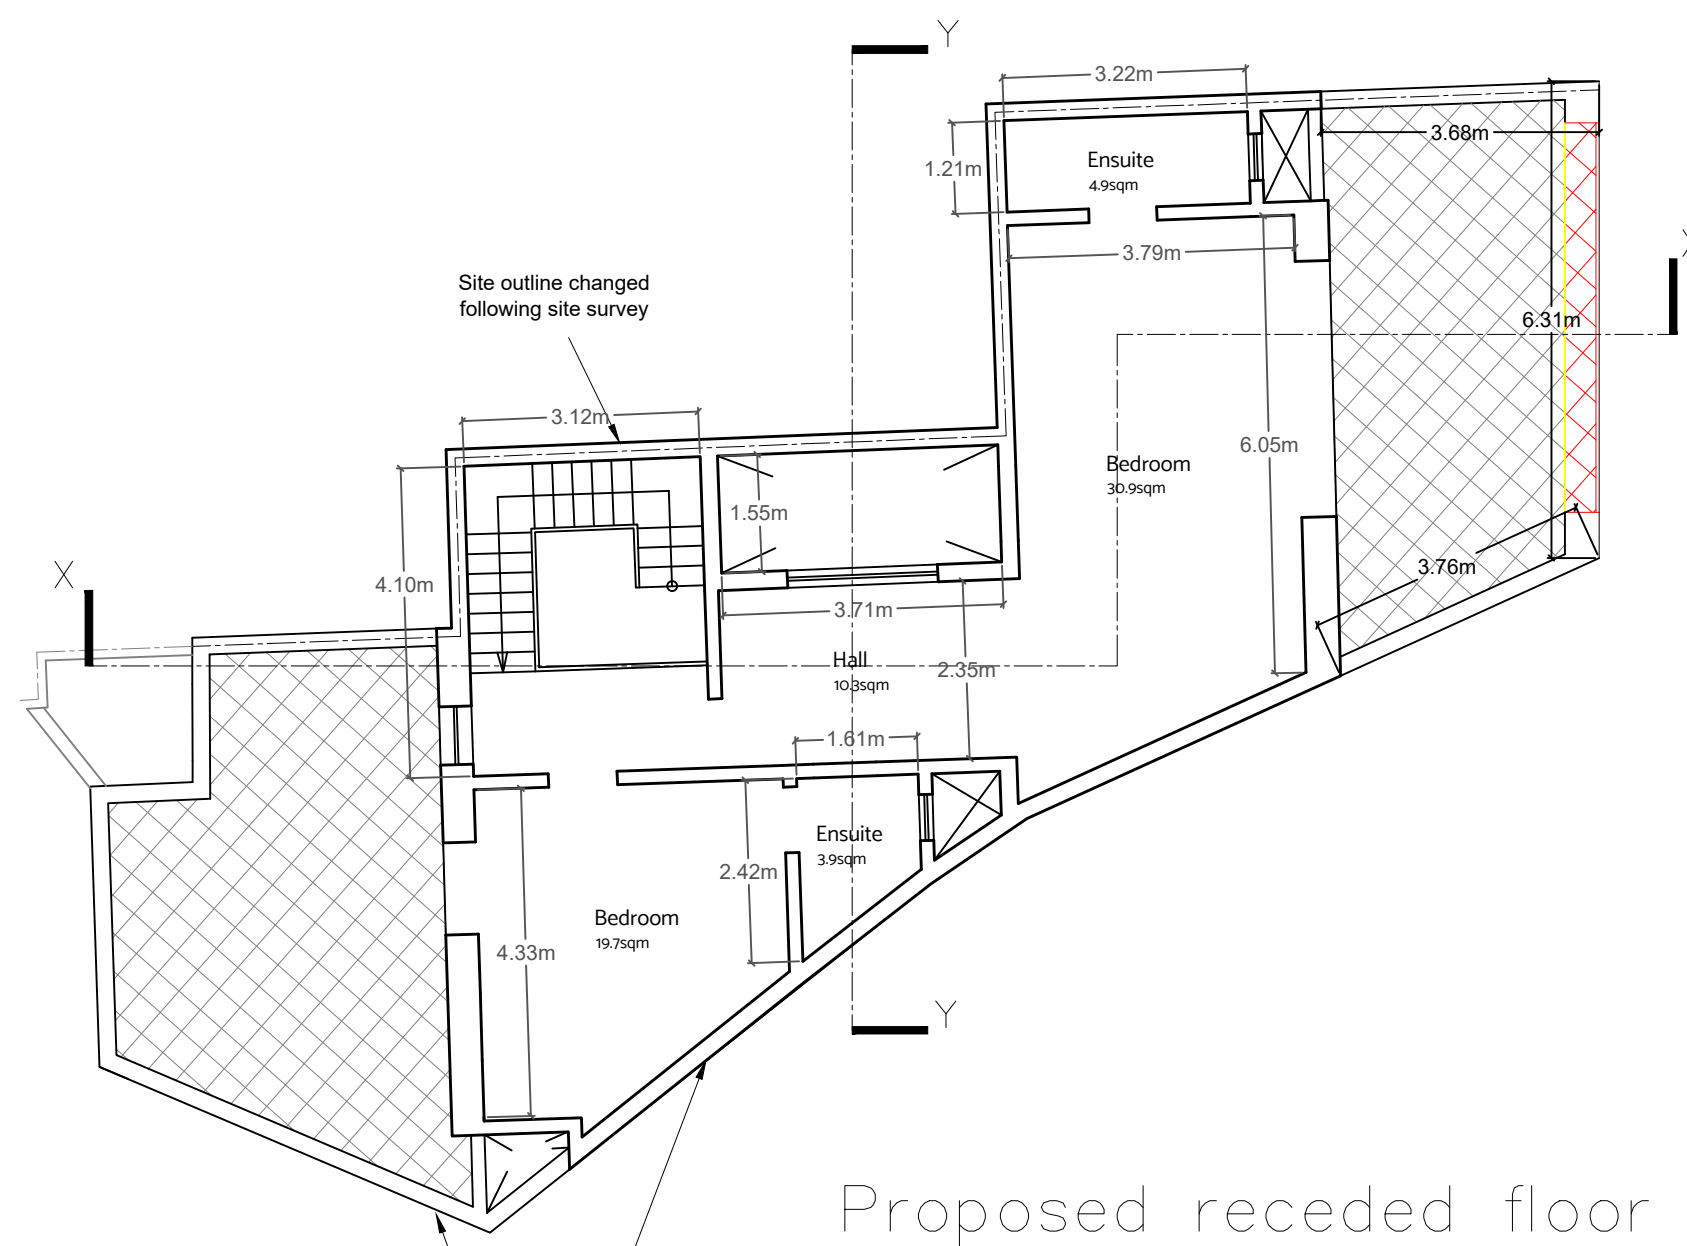 Y
3.22m
3.68m
1.21m
Ensuite
4.9sqm
3.79m
Site outline changed
following site survey
6.31m
3.12m
6.05m
Bedroom
30.9sqm
1.55m
X
4.10m
3.76m
3.71m
Hall
10.3sqm
2.35m
1.61m
Ensuite
3.9sqm
2.42m
Bedroom
19.7sqm
4.33m
Y
Proposed receded floor